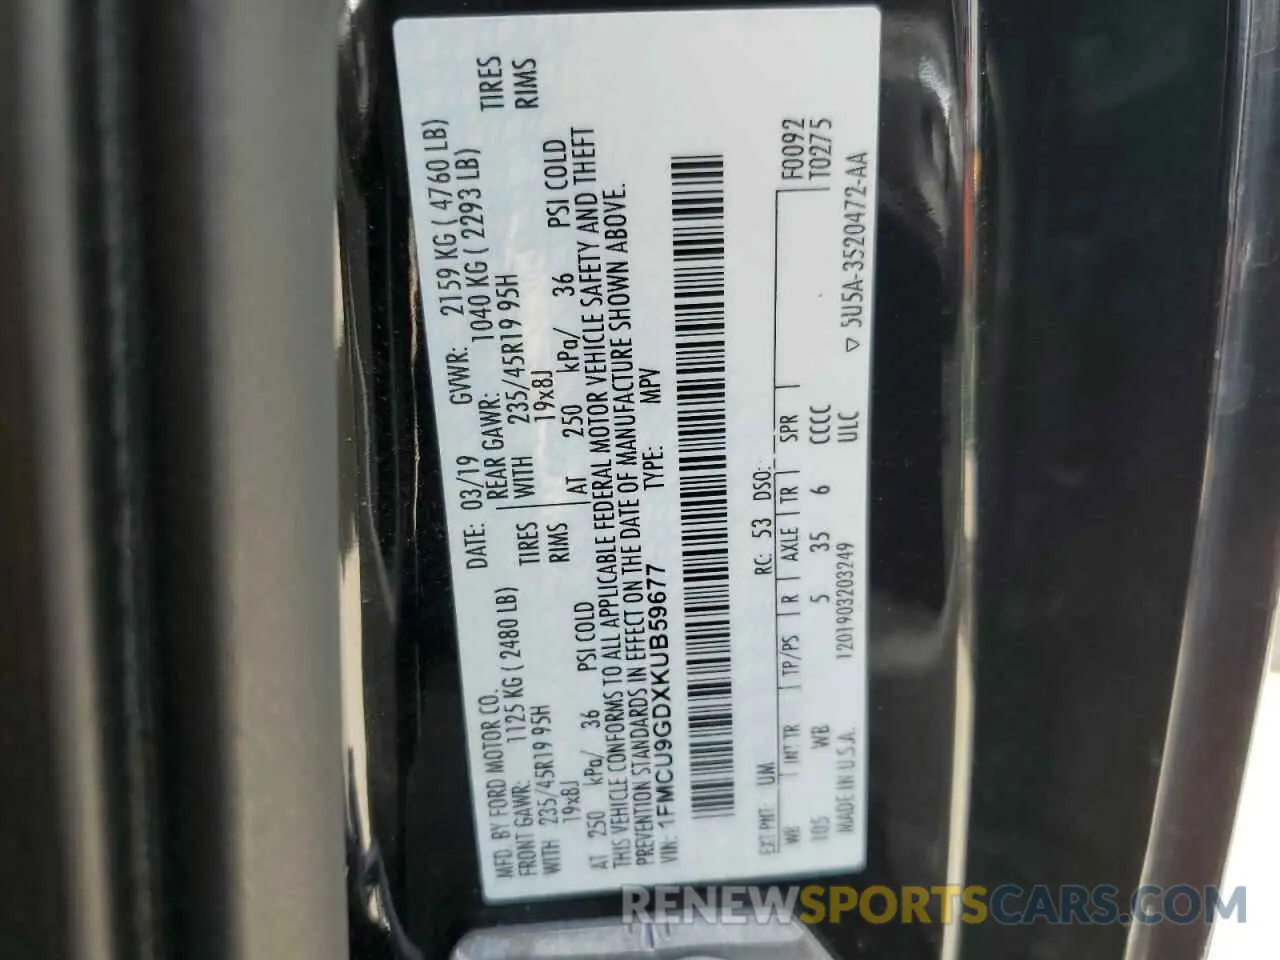 MFD. BY FORD MOTOR CO.
DATE: 03/19 GVWR: 2159 KG ( 4760 LB)
FRONT GAWR: 1125 KG ( 2480 LB) REAR GAWR: 1040 KG ( 2293 LB)
WITH 235/45R19 95H TIRES WITH 235/45R19 95H TIRES
19x8J RIMS 19x8J RIMS
AT 250 kPa/ 36 PSI COLD AT 250 kPa/ 36 PSI COLD
THIS VEHICLE CONFORMS TO ALL APPLICABLE FEDERAL MOTOR VEHICLE SAFETY AND THEFT
PREVENTION STANDARDS IN EFFECT ON THE DATE OF MANUFACTURE SHOWN ABOVE.
VIN: 1FMCU9GDXKUB59677 TYPE: MPV
EXT PNT: UM RC: 53 DSO:
F0092
WB INT TR TP/PS R AXLE TR SPR T0275
105 WB 5 35 6 CCCC
MADE IN U.S.A. 1201903203249 ULC ▽ 5U5A-3520472-AA
RENEWSPORTSCARS.COM